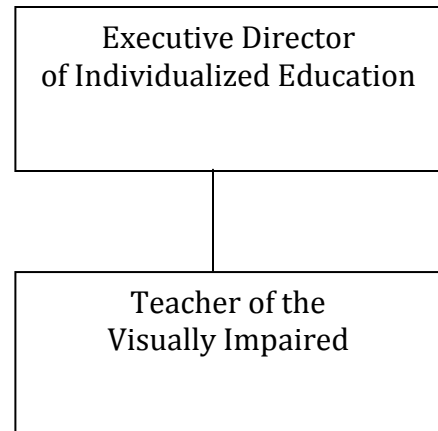 Executive Director
of Individualized Education
Teacher of the
Visually Impaired